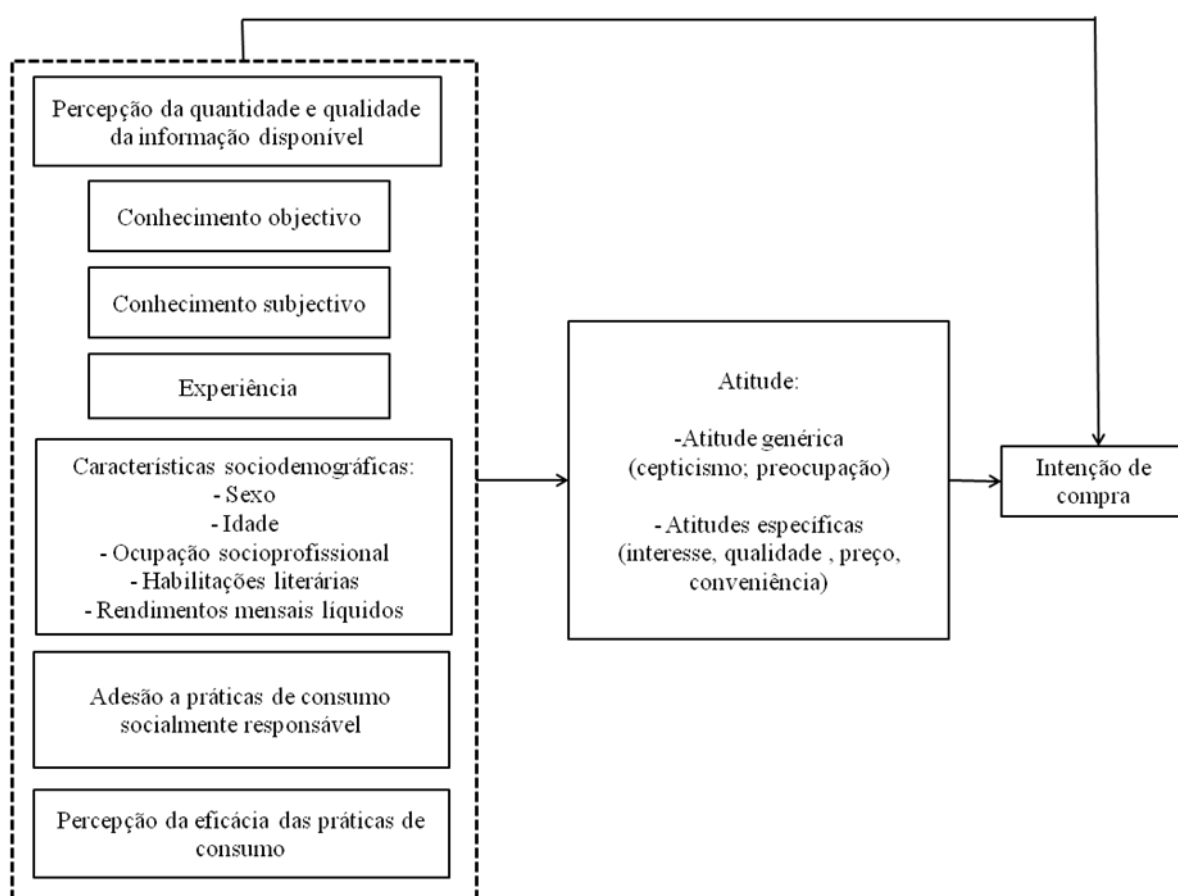 Percepção da quantidade e qualidade
da informação disponível
Conhecimento objectivo
Conhecimento subjectivo
Experiência
Características sociodemográficas:
- Sexo
- Idade
- Ocupação socioprofissional
- Habilitações literárias
- Rendimentos mensais líquidos
Adesão a práticas de consumo
socialmente responsável
Percepção da eficácia das práticas de
consumo
Atitude:
-Atitude genérica
(cepticismo; preocupação)
- Atitudes específicas
(interesse, qualidade , preço,
conveniência)
Intenção de
compra